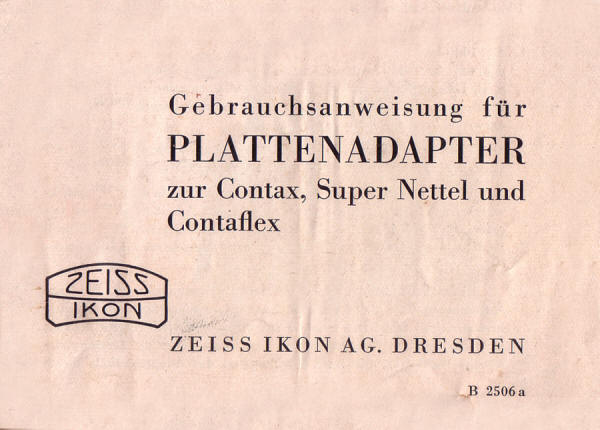 Gebrauchsanweisung für
PLATTENADAPTER
zur Contax, Super Nettel und
Contaflex
ZEISS
IKON
ZEISS IKON AG. DRESDEN
B 2506 a